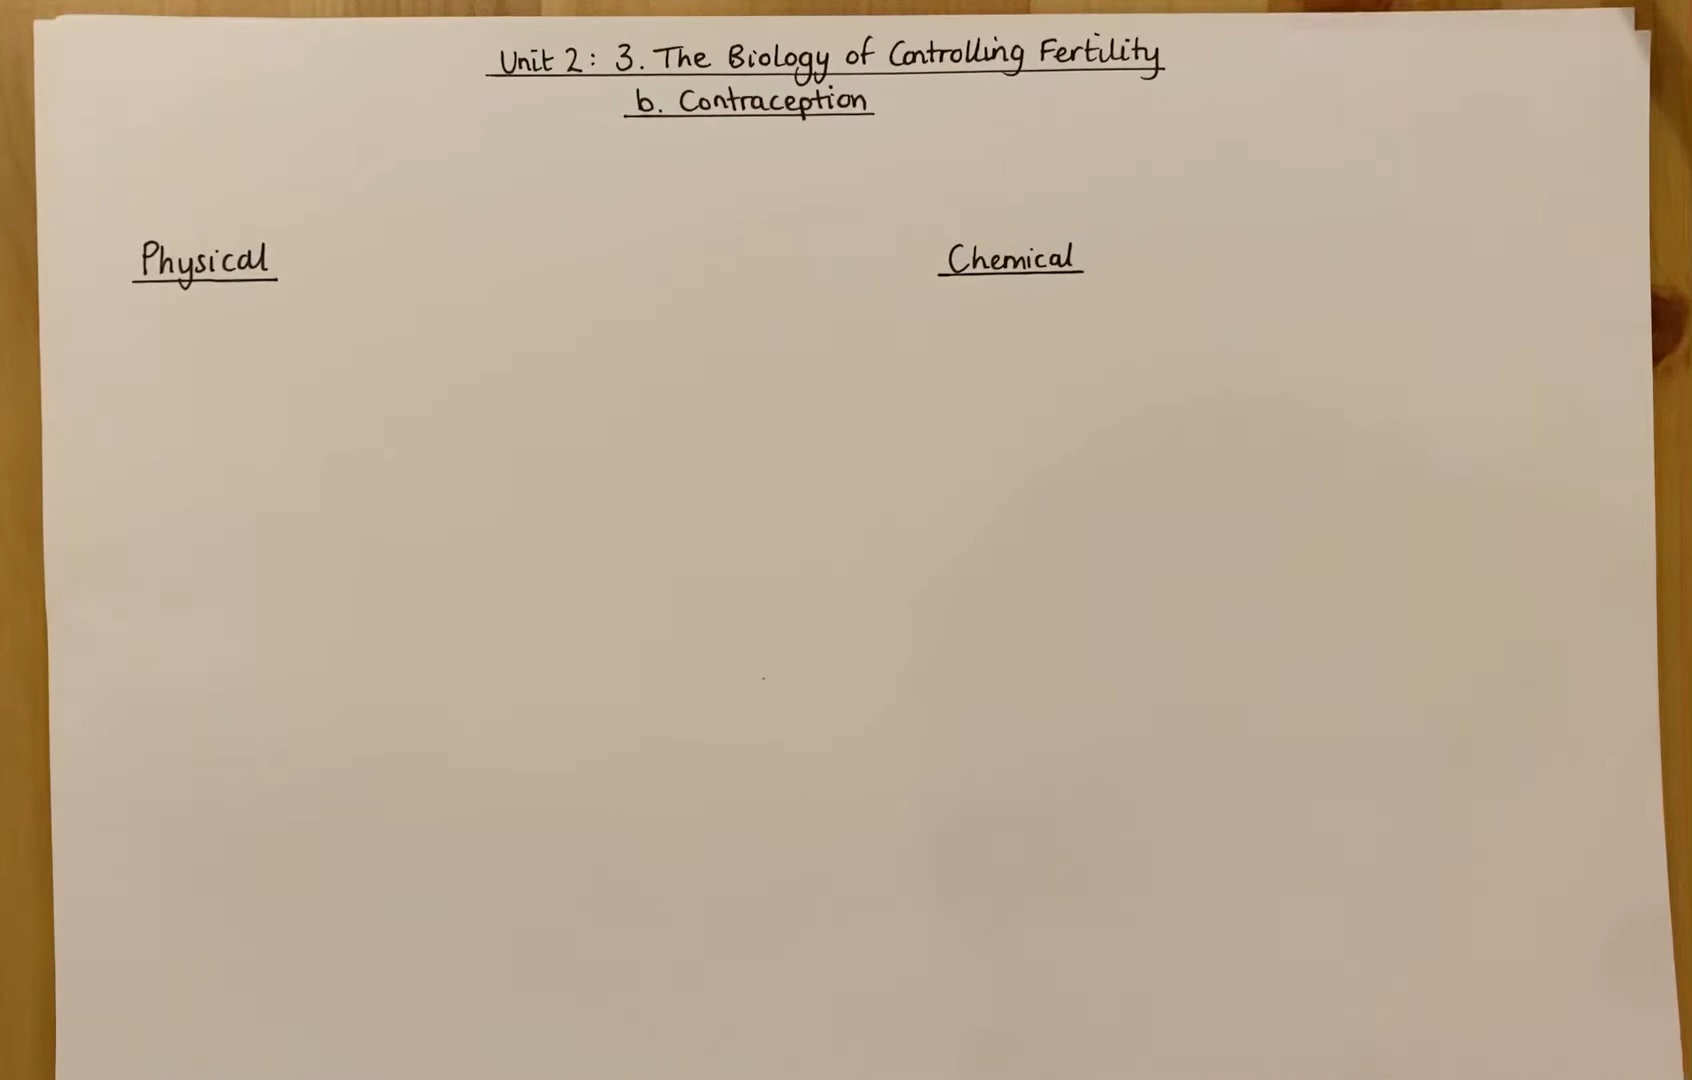 Unit 2: 3. The Biology of Controlling Fertility
b. Contraception
Physical
Chemical